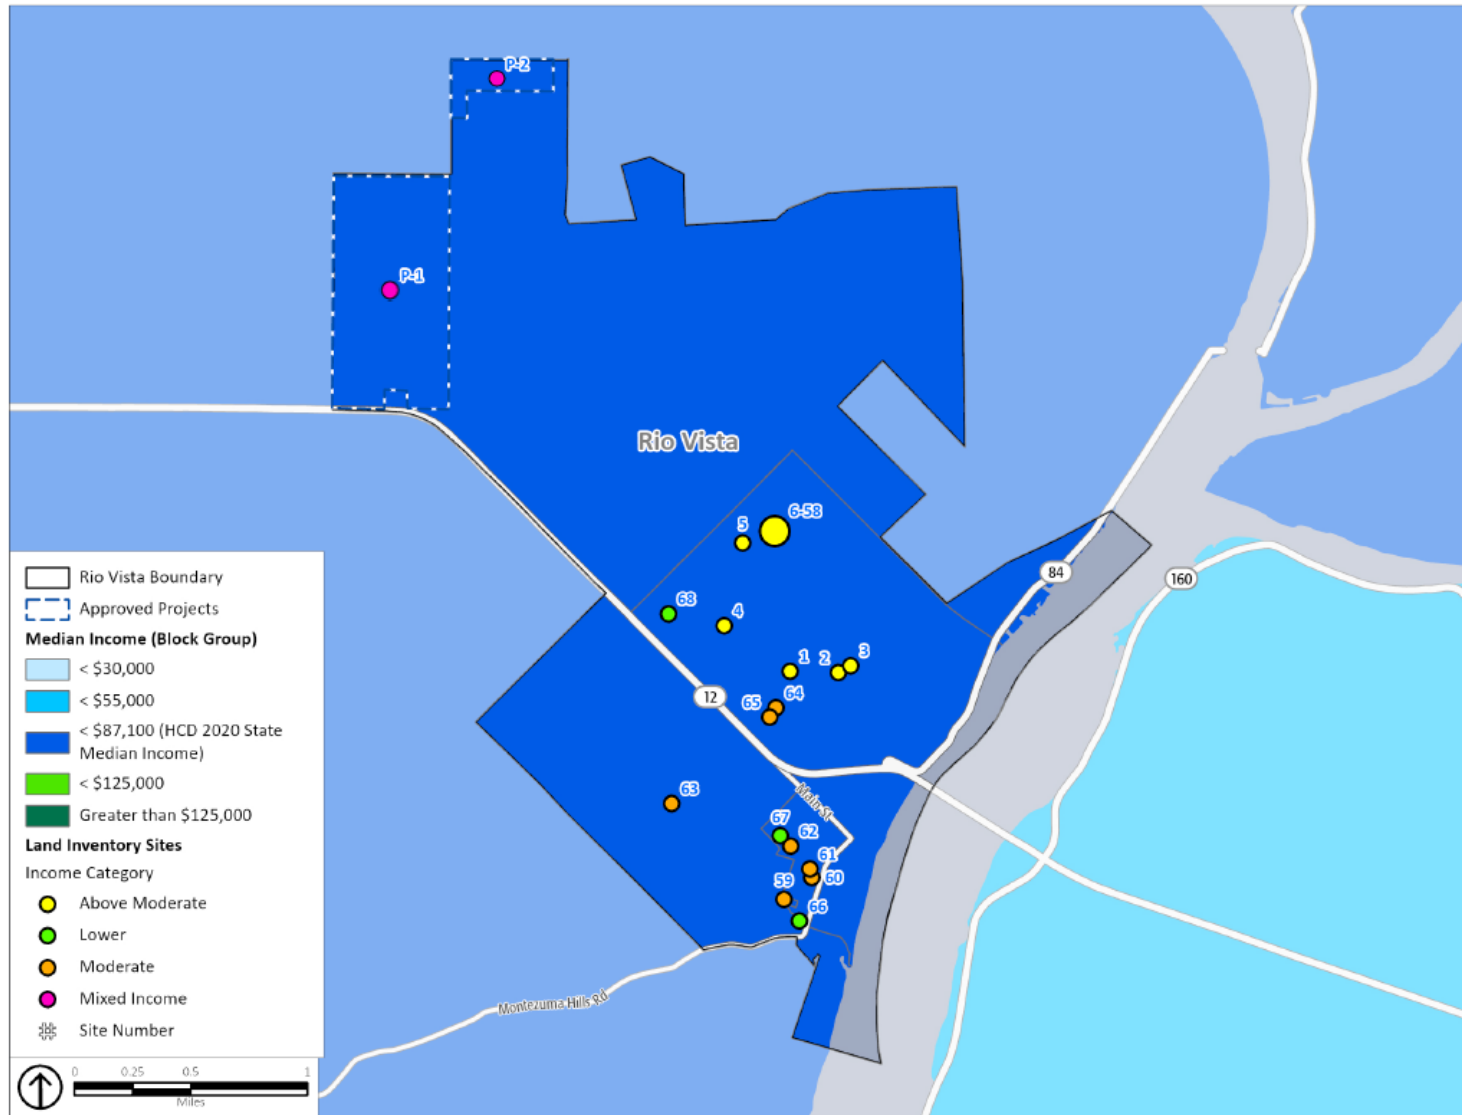 P-2
P-1
Rio Vista
5
6-58
84
160
68
4
1
2
3
12
65
64
63
Main St
67
62
61
60
59
66
Montezuma Hills Rd
Rio Vista Boundary
Approved Projects
Median Income (Block Group)
< $30,000
< $55,000
< $87,100 (HCD 2020 State
Median Income)
< $125,000
Greater than $125,000
Land Inventory Sites
Income Category
Above Moderate
Lower
Moderate
Mixed Income
# Site Number
0 0.25 0.5 1
Miles